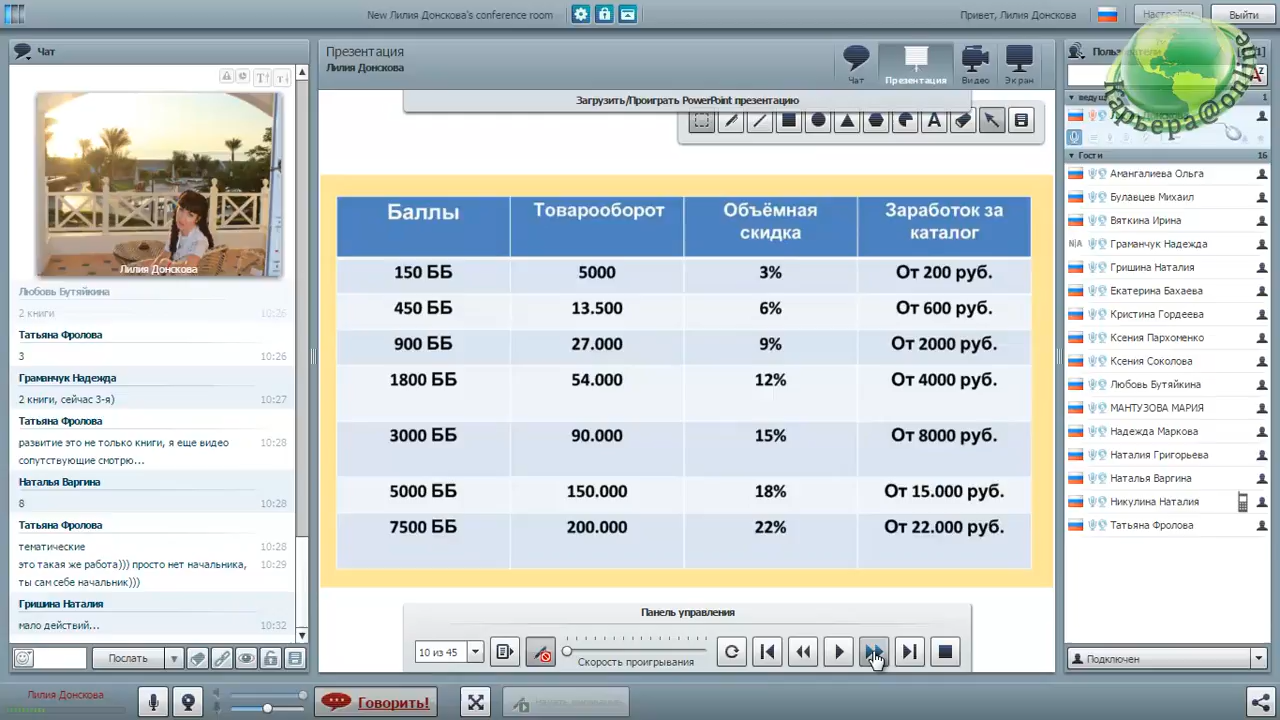 New Лилия Донскова's conference room
Привет, Лилия Донскова
Настройки
Выйти
Чат
Лилия Донскова
Любовь Бутяйкина
2 книги 10:26
Татьяна Фролова
3 10:26
Граманчук Надежда
2 книги, сейчас 3-я) 10:27
Татьяна Фролова
развитие это не только книги, я еще видео 10:28
сопутствующие смотрю...
Наталья Варгина
8 10:28
Татьяна Фролова
тематические 10:28
это такая же работа))) просто нет начальника, 10:29
ты сам себе начальник)))
Гришина Наталия
мало действий... 10:32
Послать
Презентация
Лилия Донскова
Чат
Презентация
Видео
Экран
Загрузить/Проиграть PowerPoint презентацию
Баллы Товарооборот Объёмная скидка Заработок за каталог
150 ББ 5000 3% От 200 руб.
450 ББ 13.500 6% От 600 руб.
900 ББ 27.000 9% От 2000 руб.
1800 ББ 54.000 12% От 4000 руб.
3000 ББ 90.000 15% От 8000 руб.
5000 ББ 150.000 18% От 15.000 руб.
7500 ББ 200.000 22% От 22.000 руб.
Панель управления
10 из 45
Скорость проигрывания
карьера@online
ведущ 1
Гости 16
Амангалиева Ольга
Булавцев Михаил
Вяткина Ирина
N/A Граманчук Надежда
Гришина Наталия
Екатерина Бахаева
Кристина Гордеева
Ксения Пархоменко
Ксения Соколова
Любовь Бутяйкина
МАНТУЗОВА МАРИЯ
Надежда Маркова
Наталия Григорьева
Наталья Варгина
Никулина Наталия
Татьяна Фролова
Подключен
Лилия Донскова
Говорить!